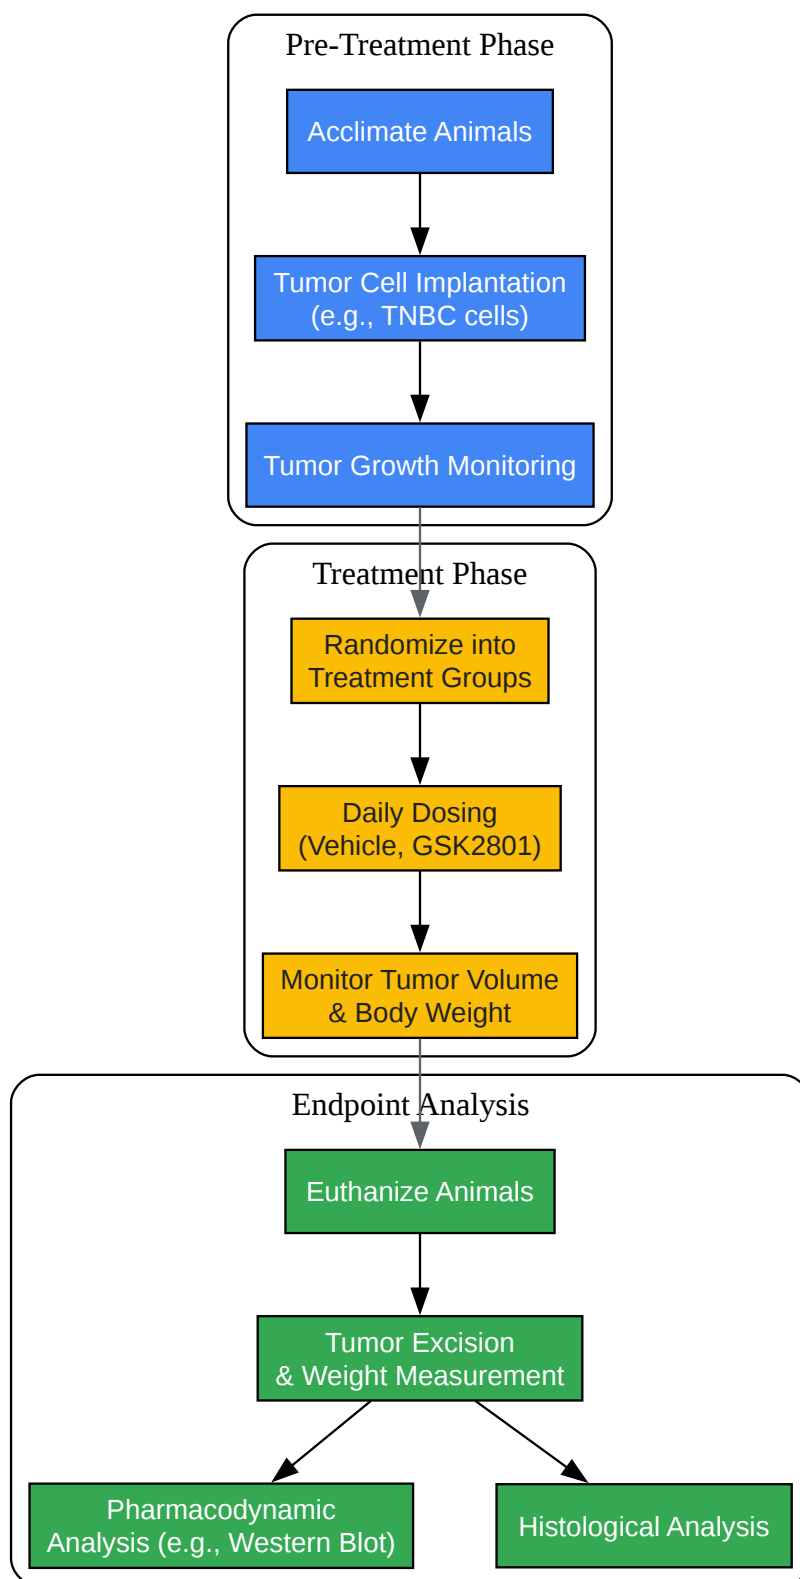 Pre-Treatment Phase
Acclimate Animals
Tumor Cell Implantation
(e.g., TNBC cells)
Tumor Growth Monitoring
Treatment Phase
Randomize into
Treatment Groups
Daily Dosing
(Vehicle, GSK2801)
Monitor Tumor Volume
& Body Weight
Endpoint Analysis
Euthanize Animals
Tumor Excision
& Weight Measurement
Pharmacodynamic
Analysis (e.g., Western Blot)
Histological Analysis